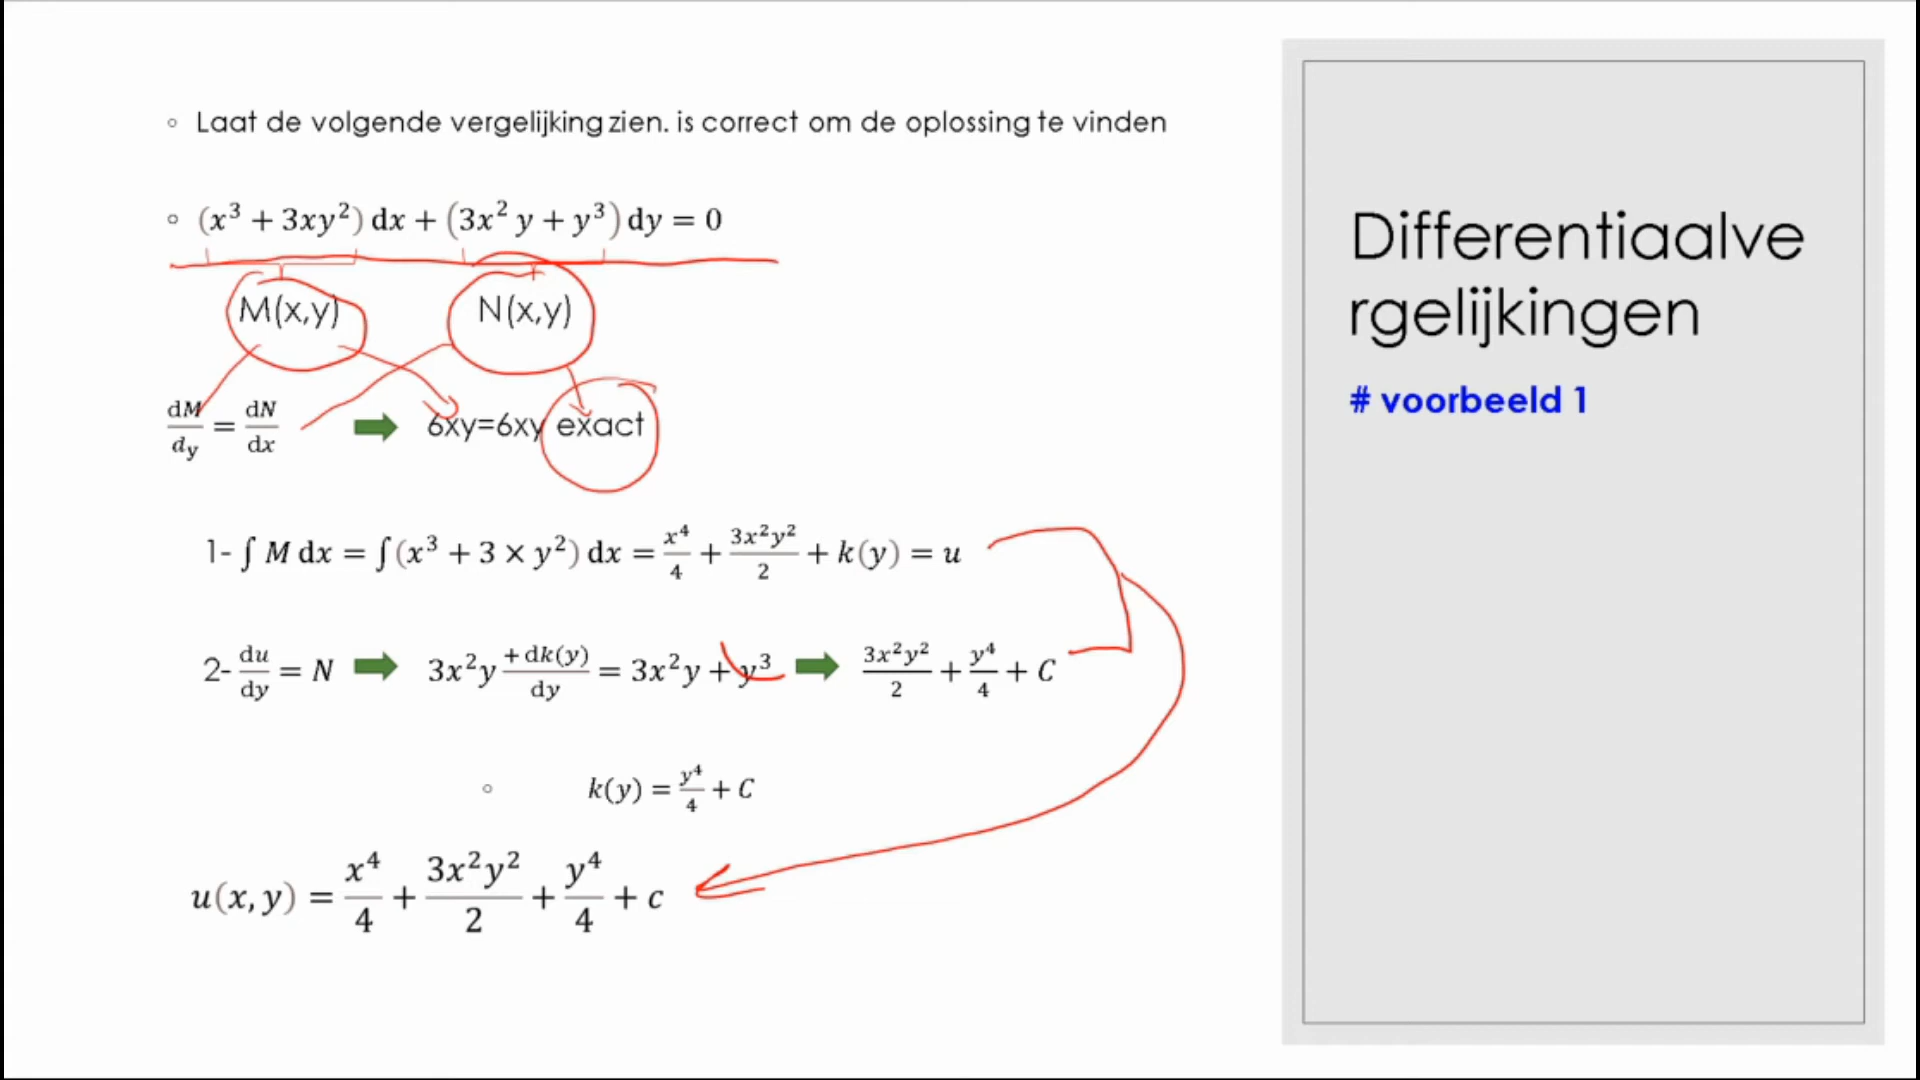 Laat de volgende vergelijking zien. is correct om de oplossing te vinden
(x³ + 3xy²) dx + (3x² y + y³) dy = 0
M(x,y) N(x,y)
dM/dy = dN/dx 6xy=6xy exact
1- ∫ M dx = ∫(x³ + 3 × y²) dx = x⁴/4 + 3x²y²/2 + k(y) = u
2- du/dy = N 3x²y +dk(y)/dy = 3x²y + y³ 3x²y²/2 + y⁴/4 + C
k(y) = y⁴/4 + C
u(x, y) = x⁴/4 + 3x²y²/2 + y⁴/4 + c
Differentiaalve
rgelijkingen
# voorbeeld 1